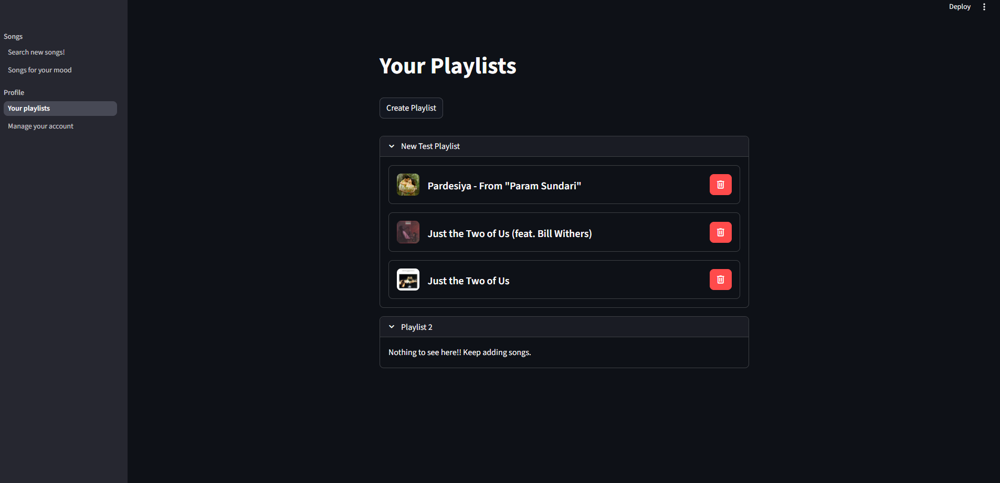 Deploy
Songs
Search new songs!
Songs for your mood
Profile
Your playlists
Manage your account
Your Playlists
Create Playlist
New Test Playlist
Pardesiya - From "Param Sundari"
Just the Two of Us (feat. Bill Withers)
Just the Two of Us
Playlist 2
Nothing to see here!! Keep adding songs.